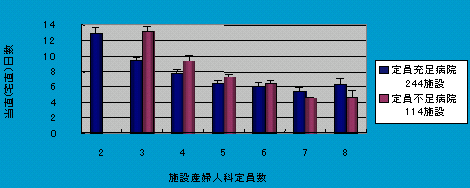 14
12
10
8
6
4
2
0
当直(宅直)日数
2 3 4 5 6 7 8
施設産婦人科定員数
定員充足病院
244施設
定員不足病院
114施設